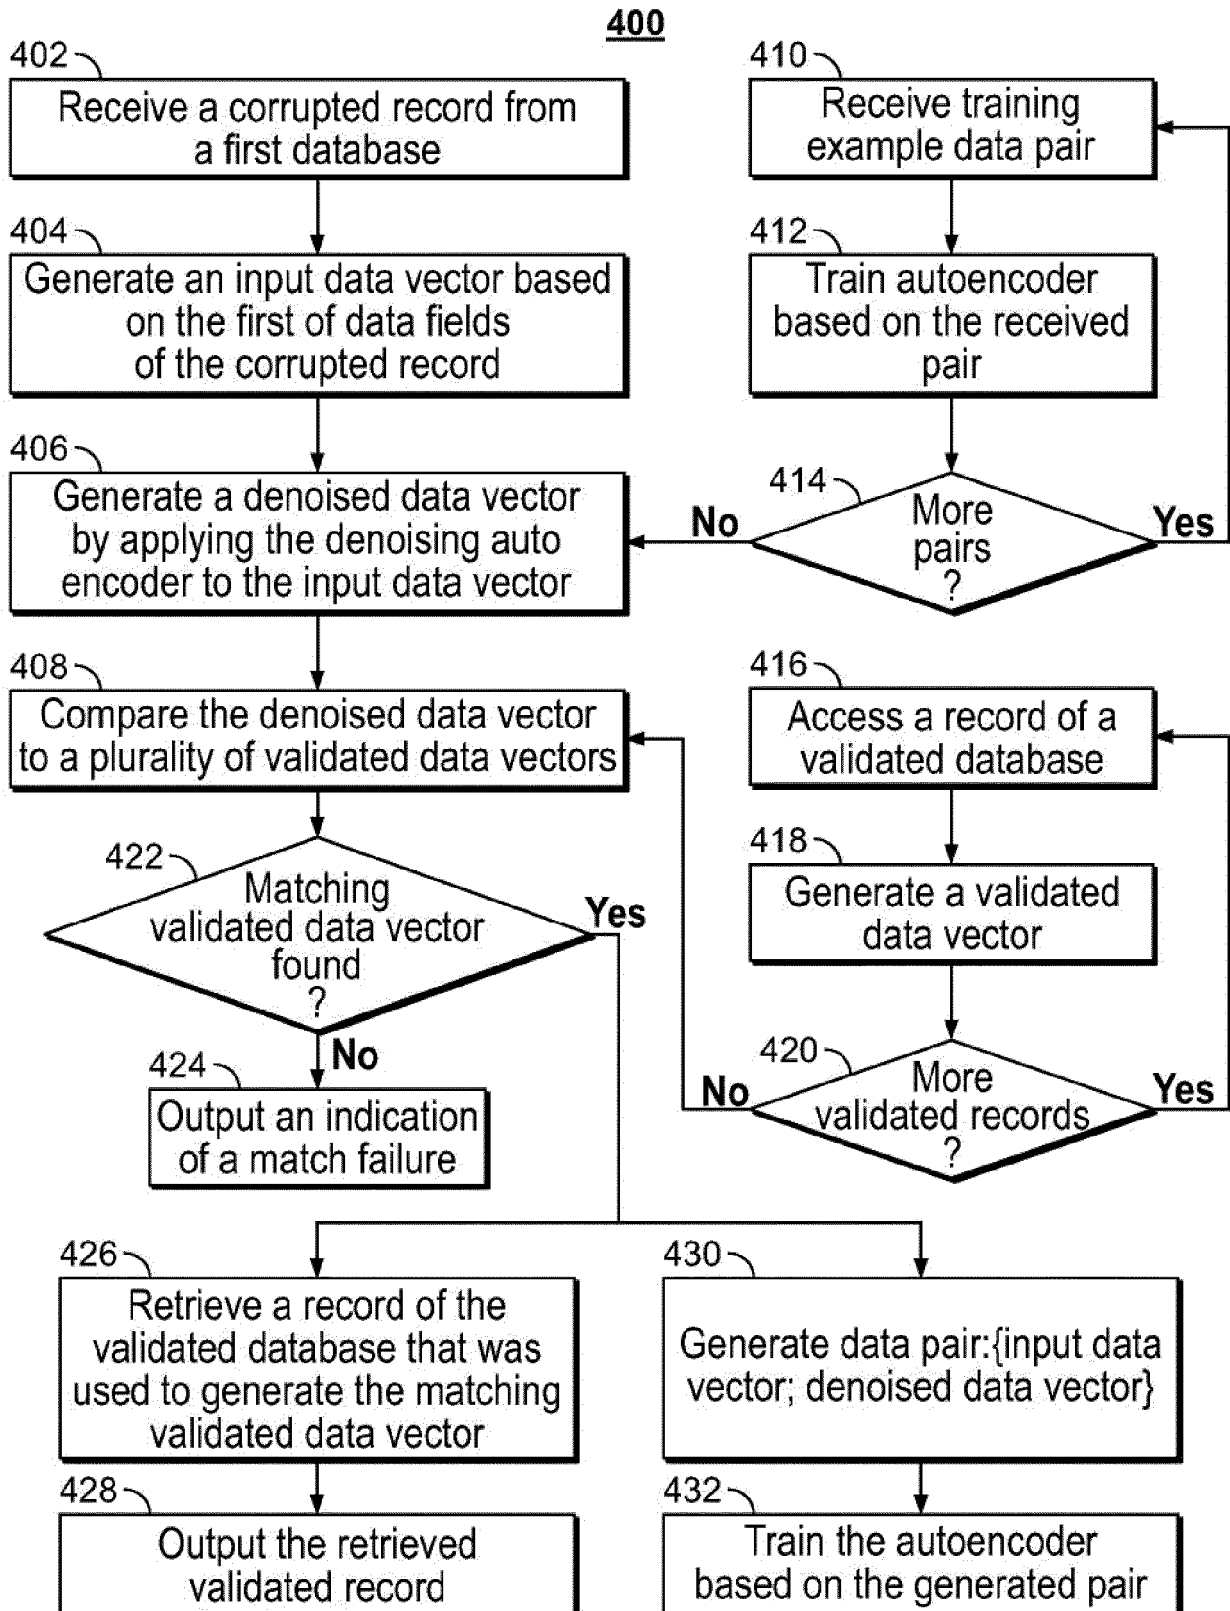 400
402
Receive a corrupted record from
a first database
404
Generate an input data vector based
on the first of data fields
of the corrupted record
406
Generate a denoised data vector
by applying the denoising auto
encoder to the input data vector
408
Compare the denoised data vector
to a plurality of validated data vectors
422
Matching
validated data vector
found
?
Yes
No
424
Output an indication
of a match failure
410
Receive training
example data pair
412
Train autoencoder
based on the received
pair
414
More
pairs
?
No
Yes
416
Access a record of a
validated database
418
Generate a validated
data vector
420
More
validated records
?
No
Yes
426
Retrieve a record of the
validated database that was
used to generate the matching
validated data vector
428
Output the retrieved
validated record
430
Generate data pair:{input data
vector; denoised data vector}
432
Train the autoencoder
based on the generated pair